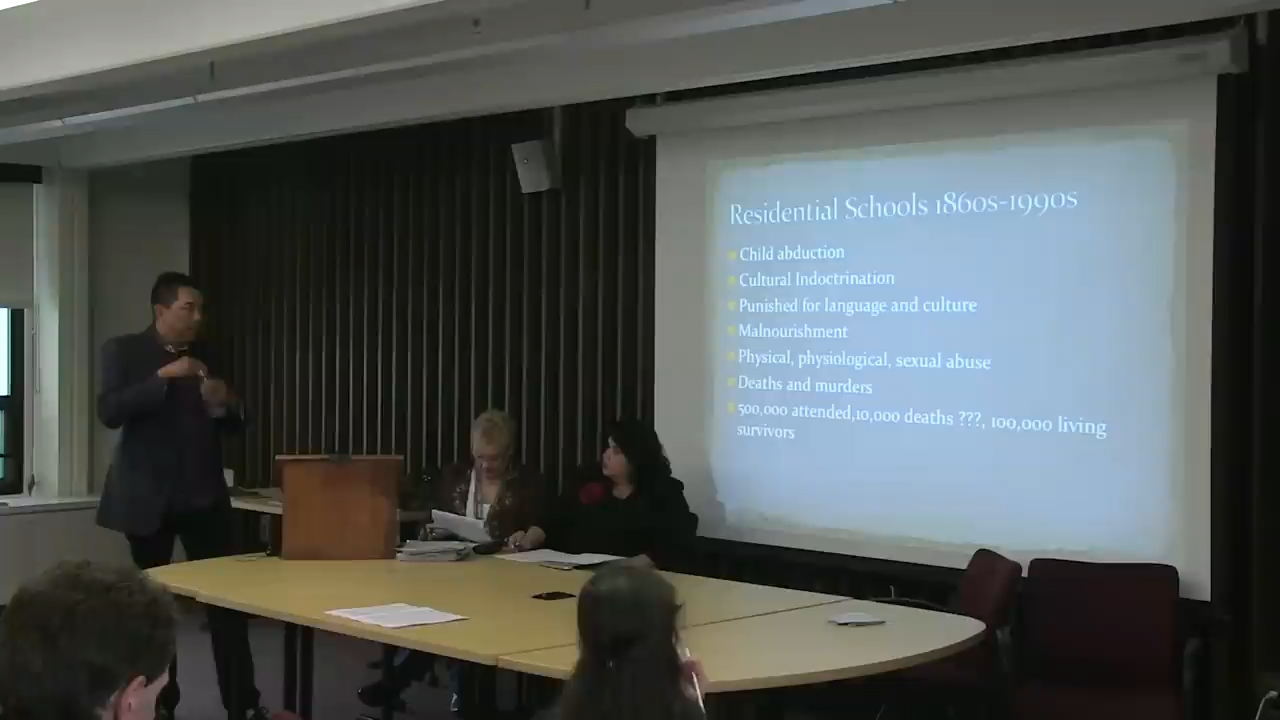 Residential Schools 1860s-1990s
Child abduction
Cultural Indoctrination
Punished for language and culture
Malnourishment
Physical, physiological, sexual abuse
Deaths and murders
500,000 attended,10,000 deaths ???, 100,000 living
survivors